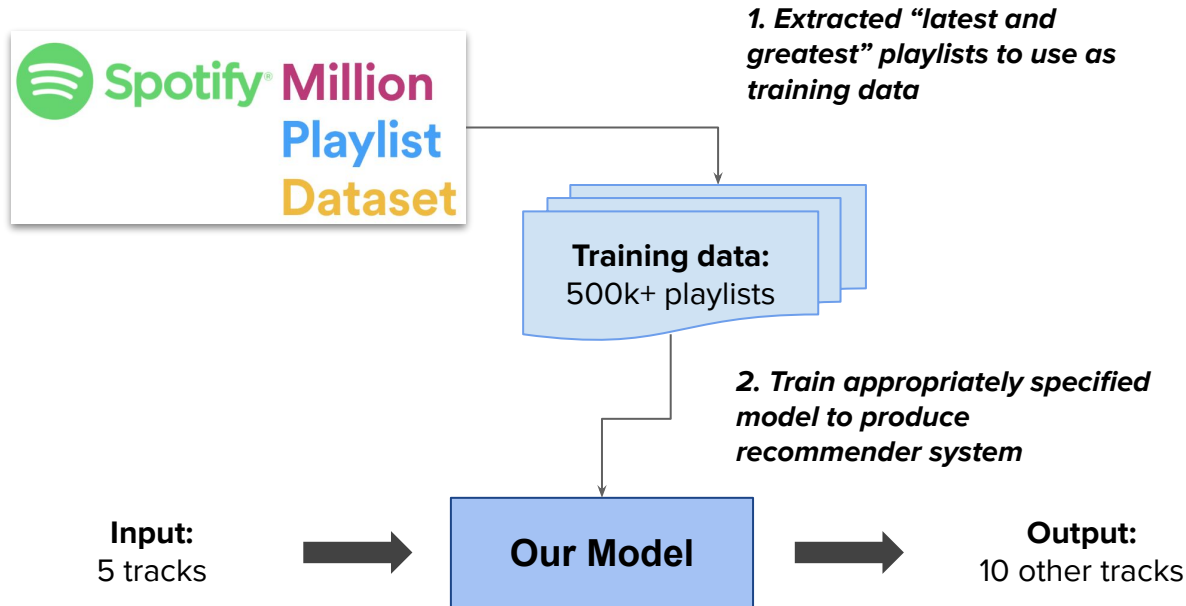 1. Extracted “latest and
greatest” playlists to use as
training data
Spotify® Million
Playlist
Dataset
Training data:
500k+ playlists
2. Train appropriately specified
model to produce
recommender system
Input:
5 tracks
Our Model
Output:
10 other tracks